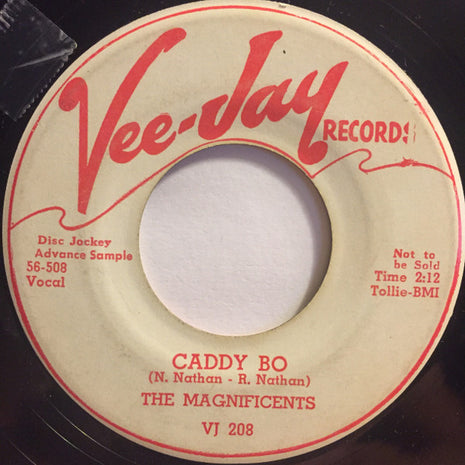 Vee-Jay
RECORDS
Disc Jockey
Advance Sample
56-508
Vocal
Not to
be Sold
Time 2:12
Tollie-BMI
CADDY BO
(N. Nathan - R. Nathan)
THE MAGNIFICENTS
VJ 208